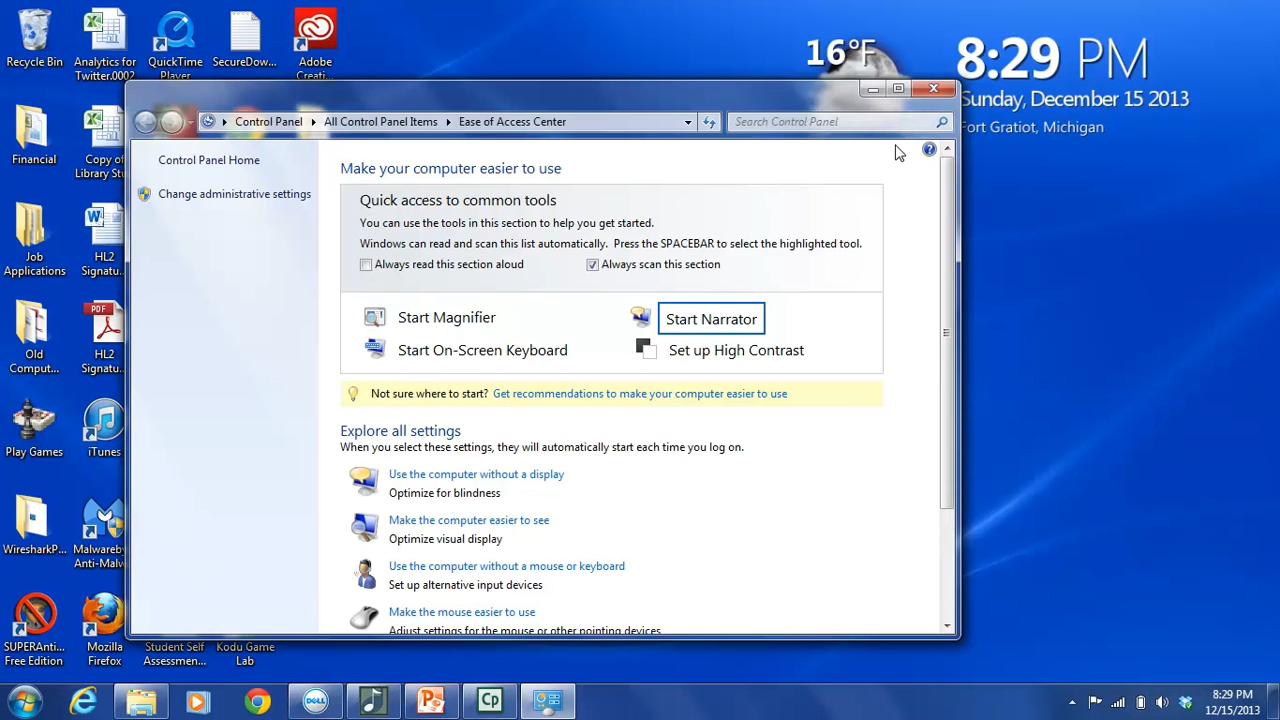 Recycle Bin
Analytics for
Twitter.0002
QuickTime
Player
SecureDow...
Adobe
Creati...
16°F
8:29 PM
Sunday, December 15 2013
Fort Gratiot, Michigan
Control Panel
All Control Panel Items
Ease of Access Center
Search Control Panel
Control Panel Home
Change administrative settings
Make your computer easier to use
Quick access to common tools
You can use the tools in this section to help you get started.
Windows can read and scan this list automatically. Press the SPACEBAR to select the highlighted tool.
Always read this section aloud
Always scan this section
Start Magnifier
Start Narrator
Start On-Screen Keyboard
Set up High Contrast
Not sure where to start? Get recommendations to make your computer easier to use
Explore all settings
When you select these settings, they will automatically start each time you log on.
Use the computer without a display
Optimize for blindness
Make the computer easier to see
Optimize visual display
Use the computer without a mouse or keyboard
Set up alternative input devices
Make the mouse easier to use
Adjust settings for the mouse or other pointing devices
Financial
Copy of
Library Stu
Job
Applications
HL2
Signatu
Old
Comput...
PDF
HL2
Signatu
Play Games
iTunes
WiresharkP...
Malwareby
Anti-Malw
SUPERAnti...
Free Edition
Mozilla
Firefox
Student Self
Assessmen...
Kodu Game
Lab
DELL
Cp
8:29 PM
12/15/2013